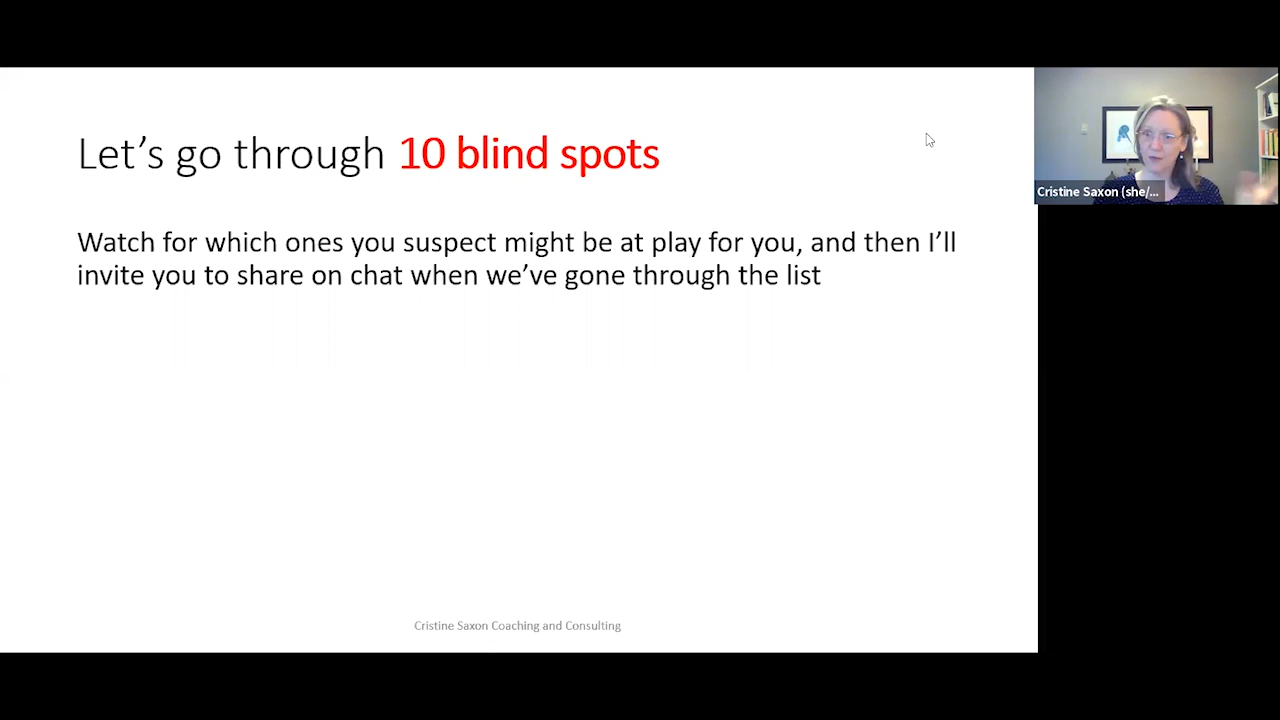 Let’s go through 10 blind spots
Watch for which ones you suspect might be at play for you, and then I’ll
invite you to share on chat when we’ve gone through the list
Cristine Saxon (she/...
Cristine Saxon Coaching and Consulting